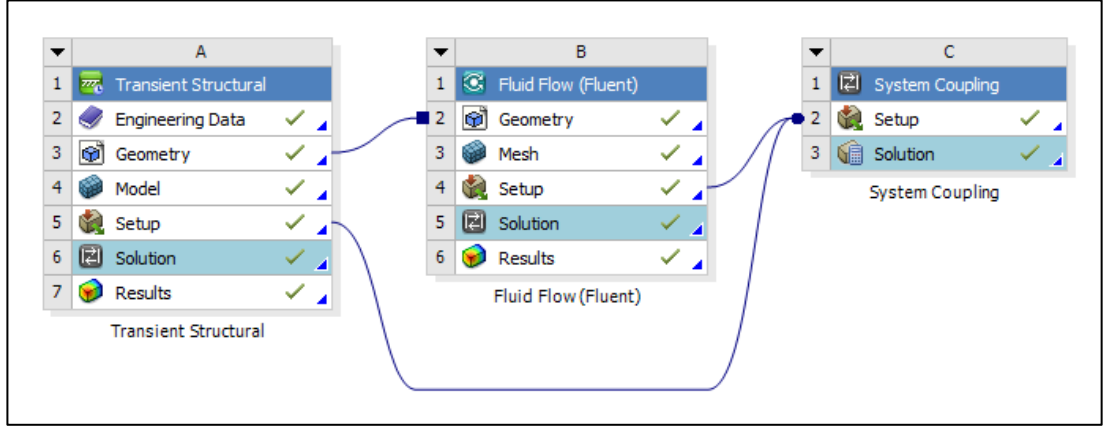 A
1 Transient Structural
2 Engineering Data
3 Geometry
4 Model
5 Setup
6 Solution
7 Results
Transient Structural
B
1 Fluid Flow (Fluent)
2 Geometry
3 Mesh
4 Setup
5 Solution
6 Results
Fluid Flow (Fluent)
C
1 System Coupling
2 Setup
3 Solution
System Coupling